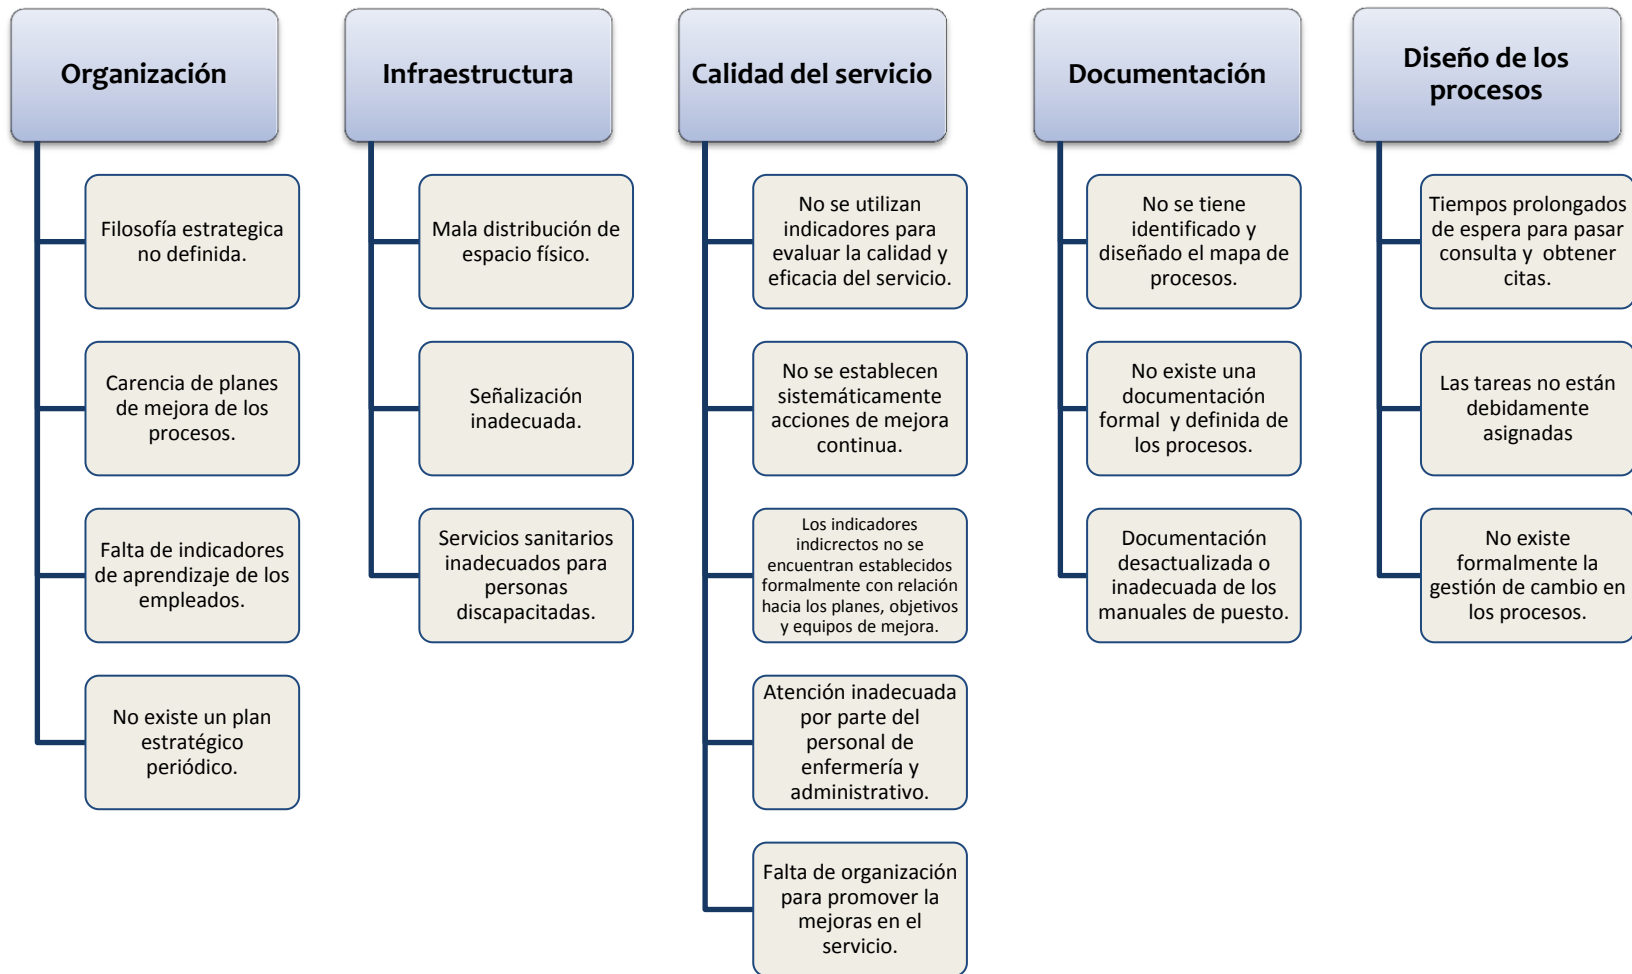 Organización
Filosofía estrategica
no definida.
Carencia de planes
de mejora de los
procesos.
Falta de indicadores
de aprendizaje de los
empleados.
No existe un plan
estratégico
periódico.
Infraestructura
Mala distribución de
espacio físico.
Señalización
inadecuada.
Servicios sanitarios
inadecuados para
personas
discapacitadas.
Calidad del servicio
No se utilizan
indicadores para
evaluar la calidad y
eficacia del servicio.
No se establecen
sistemáticamente
acciones de mejora
continua.
Los indicadores
indicrectos no se
encuentran establecidos
formalmente con relación
hacia los planes, objetivos
y equipos de mejora.
Atención inadecuada
por parte del
personal de
enfermería y
administrativo.
Falta de organización
para promover la
mejoras en el
servicio.
Documentación
No se tiene
identificado y
diseñado el mapa de
procesos.
No existe una
documentación
formal y definida de
los procesos.
Documentación
desactualizada o
inadecuada de los
manuales de puesto.
Diseño de los
procesos
Tiempos prolongados
de espera para pasar
consulta y obtener
citas.
Las tareas no están
debidamente
asignadas
No existe
formalmente la
gestión de cambio en
los procesos.